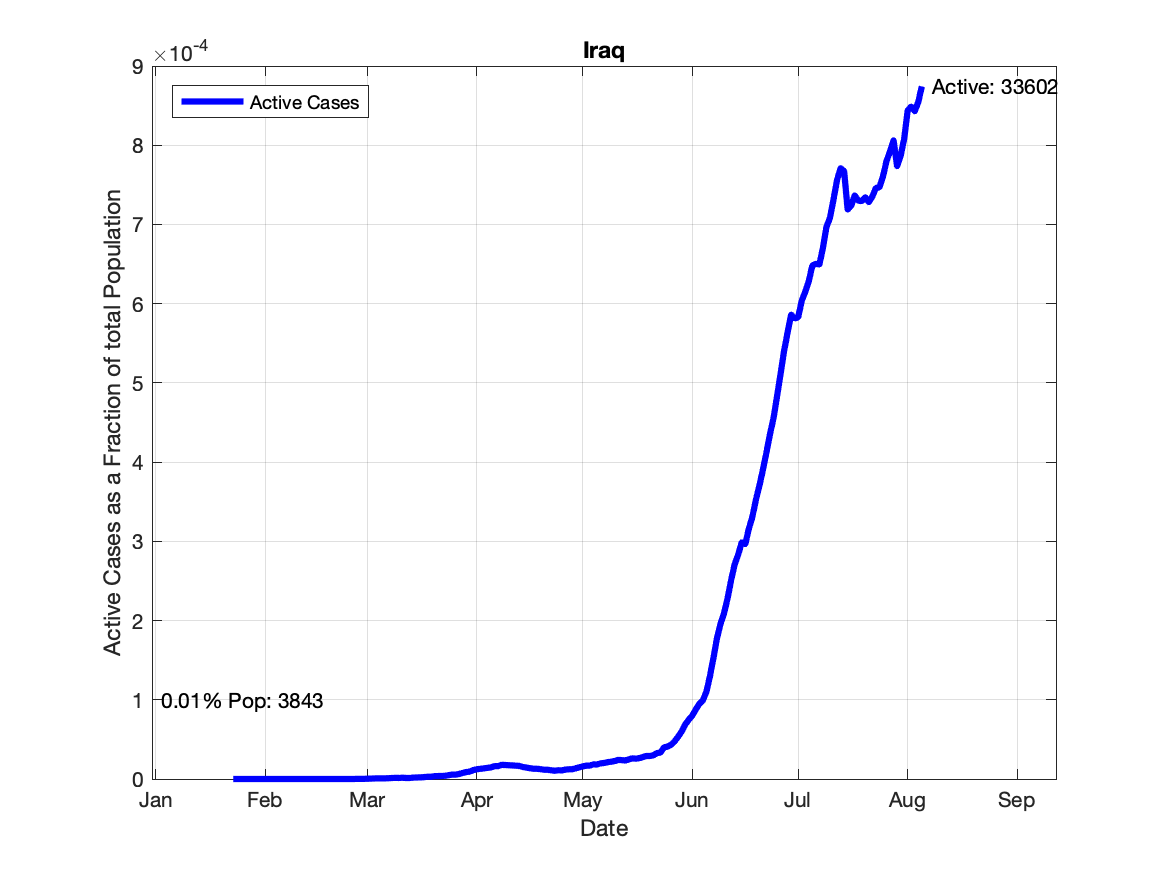 Iraq
×10-4
9
8
7
6
5
4
3
2
1
0
Active Cases as a Fraction of total Population
Active Cases
Active: 33602
0.01% Pop: 3843
Jan Feb Mar Apr May Jun Jul Aug Sep
Date